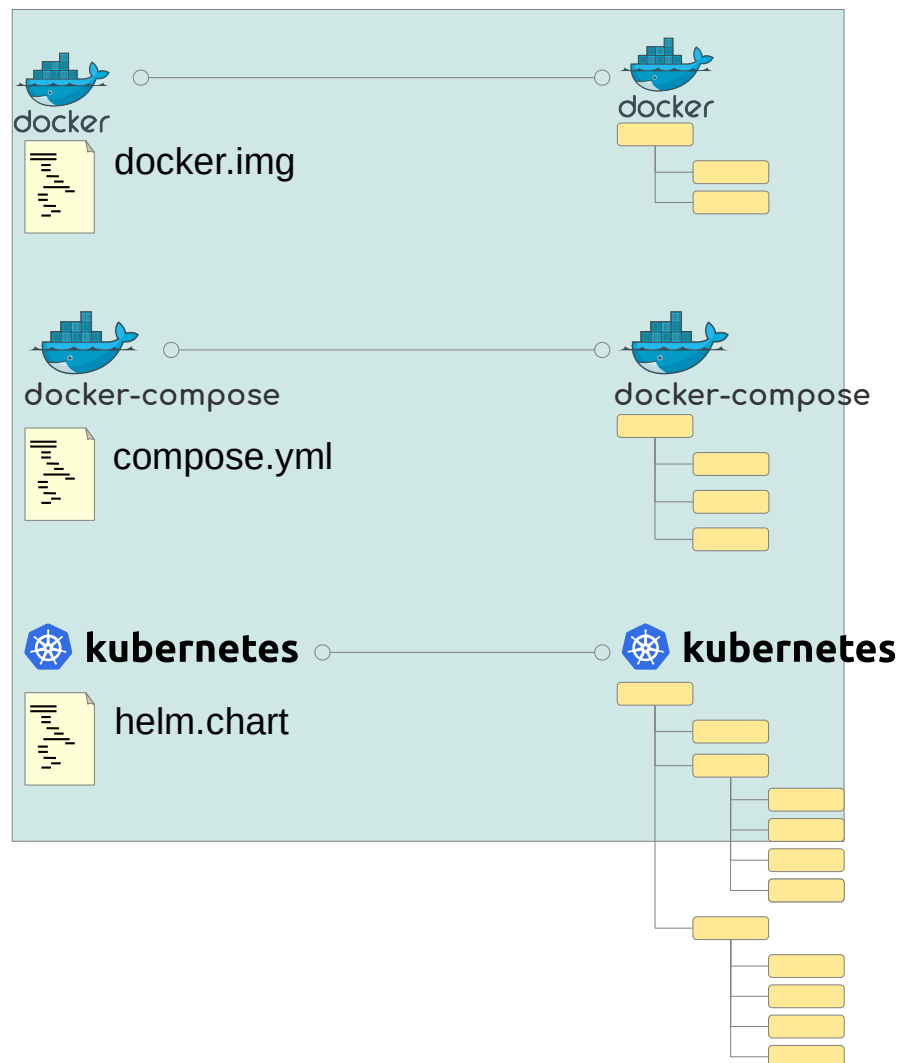 docker
docker
docker.img
docker-compose
docker-compose
compose.yml
kubernetes
kubernetes
helm.chart